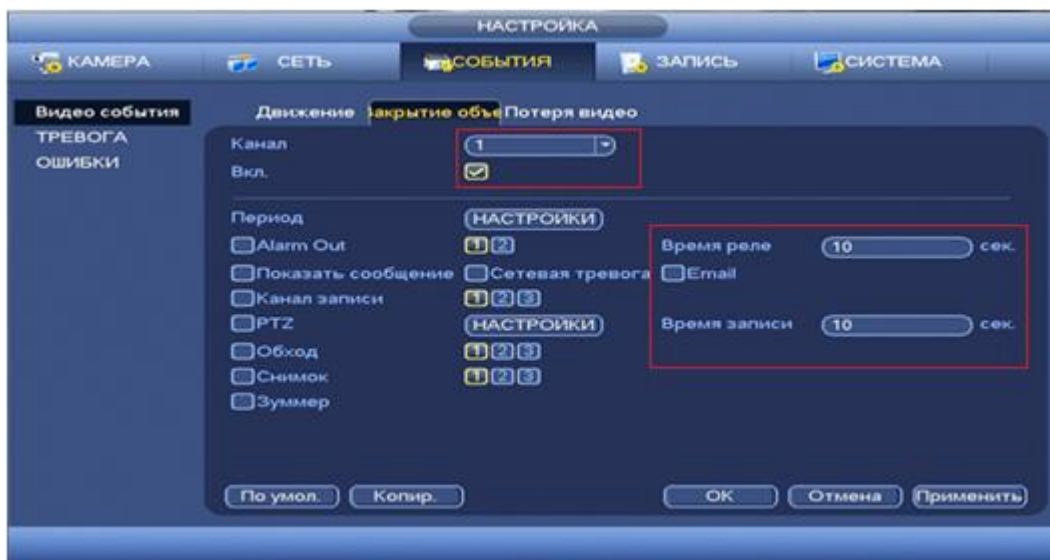 НАСТРОЙКА
КАМЕРА СЕТЬ СОБЫТИЯ ЗАПИСЬ СИСТЕМА
Видео события
ТРЕВОГА
ОШИБКИ
Движение Закрытие объе Потеря видео
Канал 1
Вкл.
Период НАСТРОЙКИ
Alarm Out 1 2 Время реле 10 сек.
Показать сообщение Сетевая тревога Email
Канал записи 1 2 3
PTZ НАСТРОЙКИ Время записи 10 сек.
Обход 1 2 3
Снимок 1 2 3
Зуммер
По умол. Копир. OK Отмена Применить